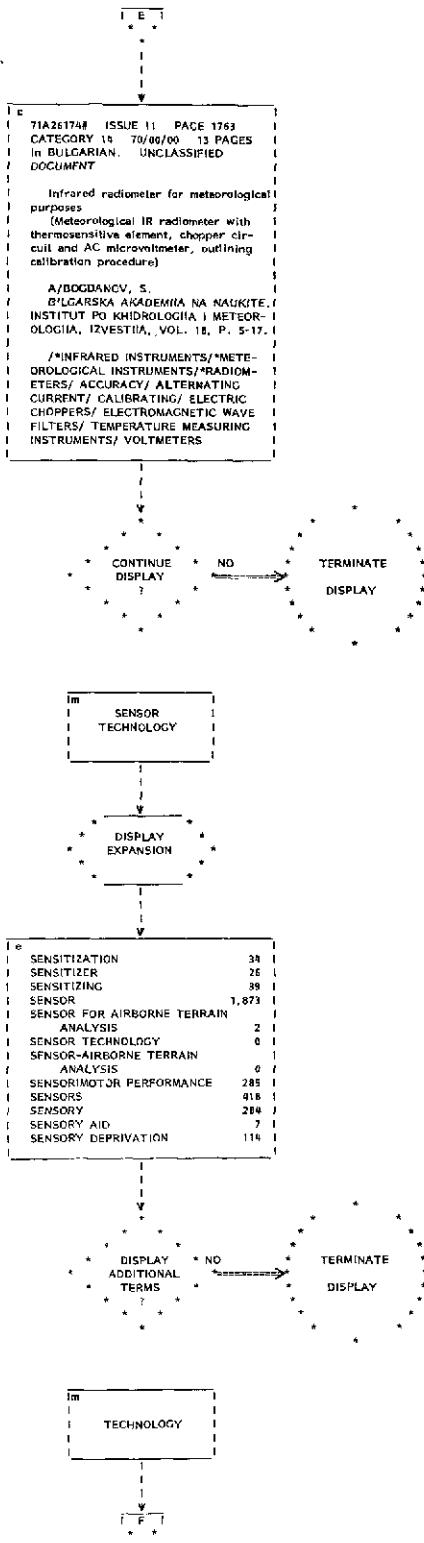 E
c
71A26174# ISSUE 11 PAGE 1763
CATEGORY 14 70/00/00 13 PAGES
In BULGARIAN. UNCLASSIFIED
DOCUMENT
Infrared radiometer for meteorological
purposes
(Meteorological IR radiometer with
thermosensitive element, chopper cir-
cuit and AC microvoltmeter, outlining
calibration procedure)
A/BOGDANOV, S.
B'LGARSKA AKADEMIIA NA NAUKITE,
INSTITUT PO KHIDROLOGIIA I METEOR-
OLOGIIA, IZVESTIIA, VOL. 18, P. 5-17.
/*INFRARED INSTRUMENTS/*METE-
OROLOGICAL INSTRUMENTS/*RADIOM-
ETERS/ ACCURACY/ ALTERNATING
CURRENT/ CALIBRATING/ ELECTRIC
CHOPPERS/ ELECTROMAGNETIC WAVE
FILTERS/ TEMPERATURE MEASURING
INSTRUMENTS/ VOLTMETERS
CONTINUE
DISPLAY
?
NO
TERMINATE
DISPLAY
m
SENSOR
TECHNOLOGY
DISPLAY
EXPANSION
e
SENSITIZATION 34
SENSITIZER 26
SENSITIZING 89
SENSOR 1,873
SENSOR FOR AIRBORNE TERRAIN
ANALYSIS 2
SENSOR TECHNOLOGY 0
SENSOR-AIRBORNE TERRAIN
ANALYSIS 0
SENSORIMOTOR PERFORMANCE 285
SENSORS 418
SENSORY 204
SENSORY AID 7
SENSORY DEPRIVATION 114
DISPLAY
ADDITIONAL
TERMS
?
NO
TERMINATE
DISPLAY
m
TECHNOLOGY
F